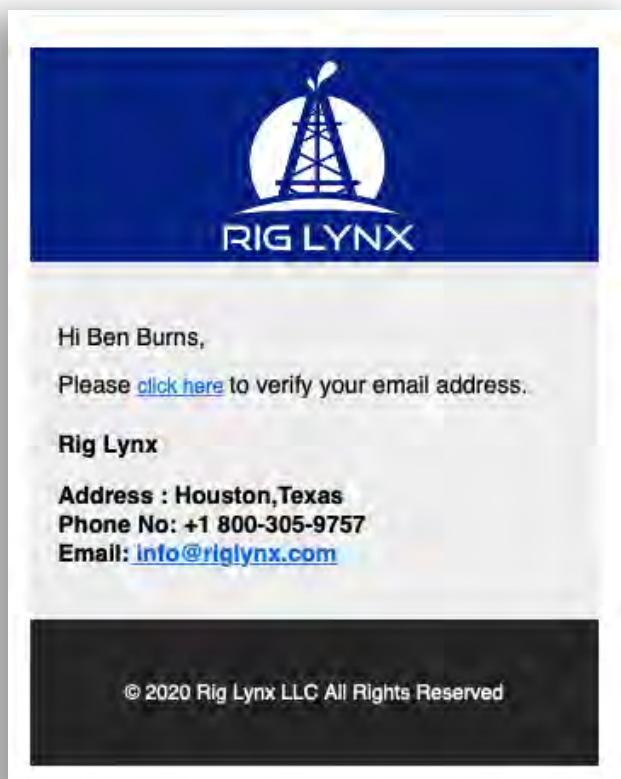 RIG LYNX
Hi Ben Burns,
Please click here to verify your email address.
Rig Lynx
Address : Houston,Texas
Phone No: +1 800-305-9757
Email: info@riglynx.com
© 2020 Rig Lynx LLC All Rights Reserved